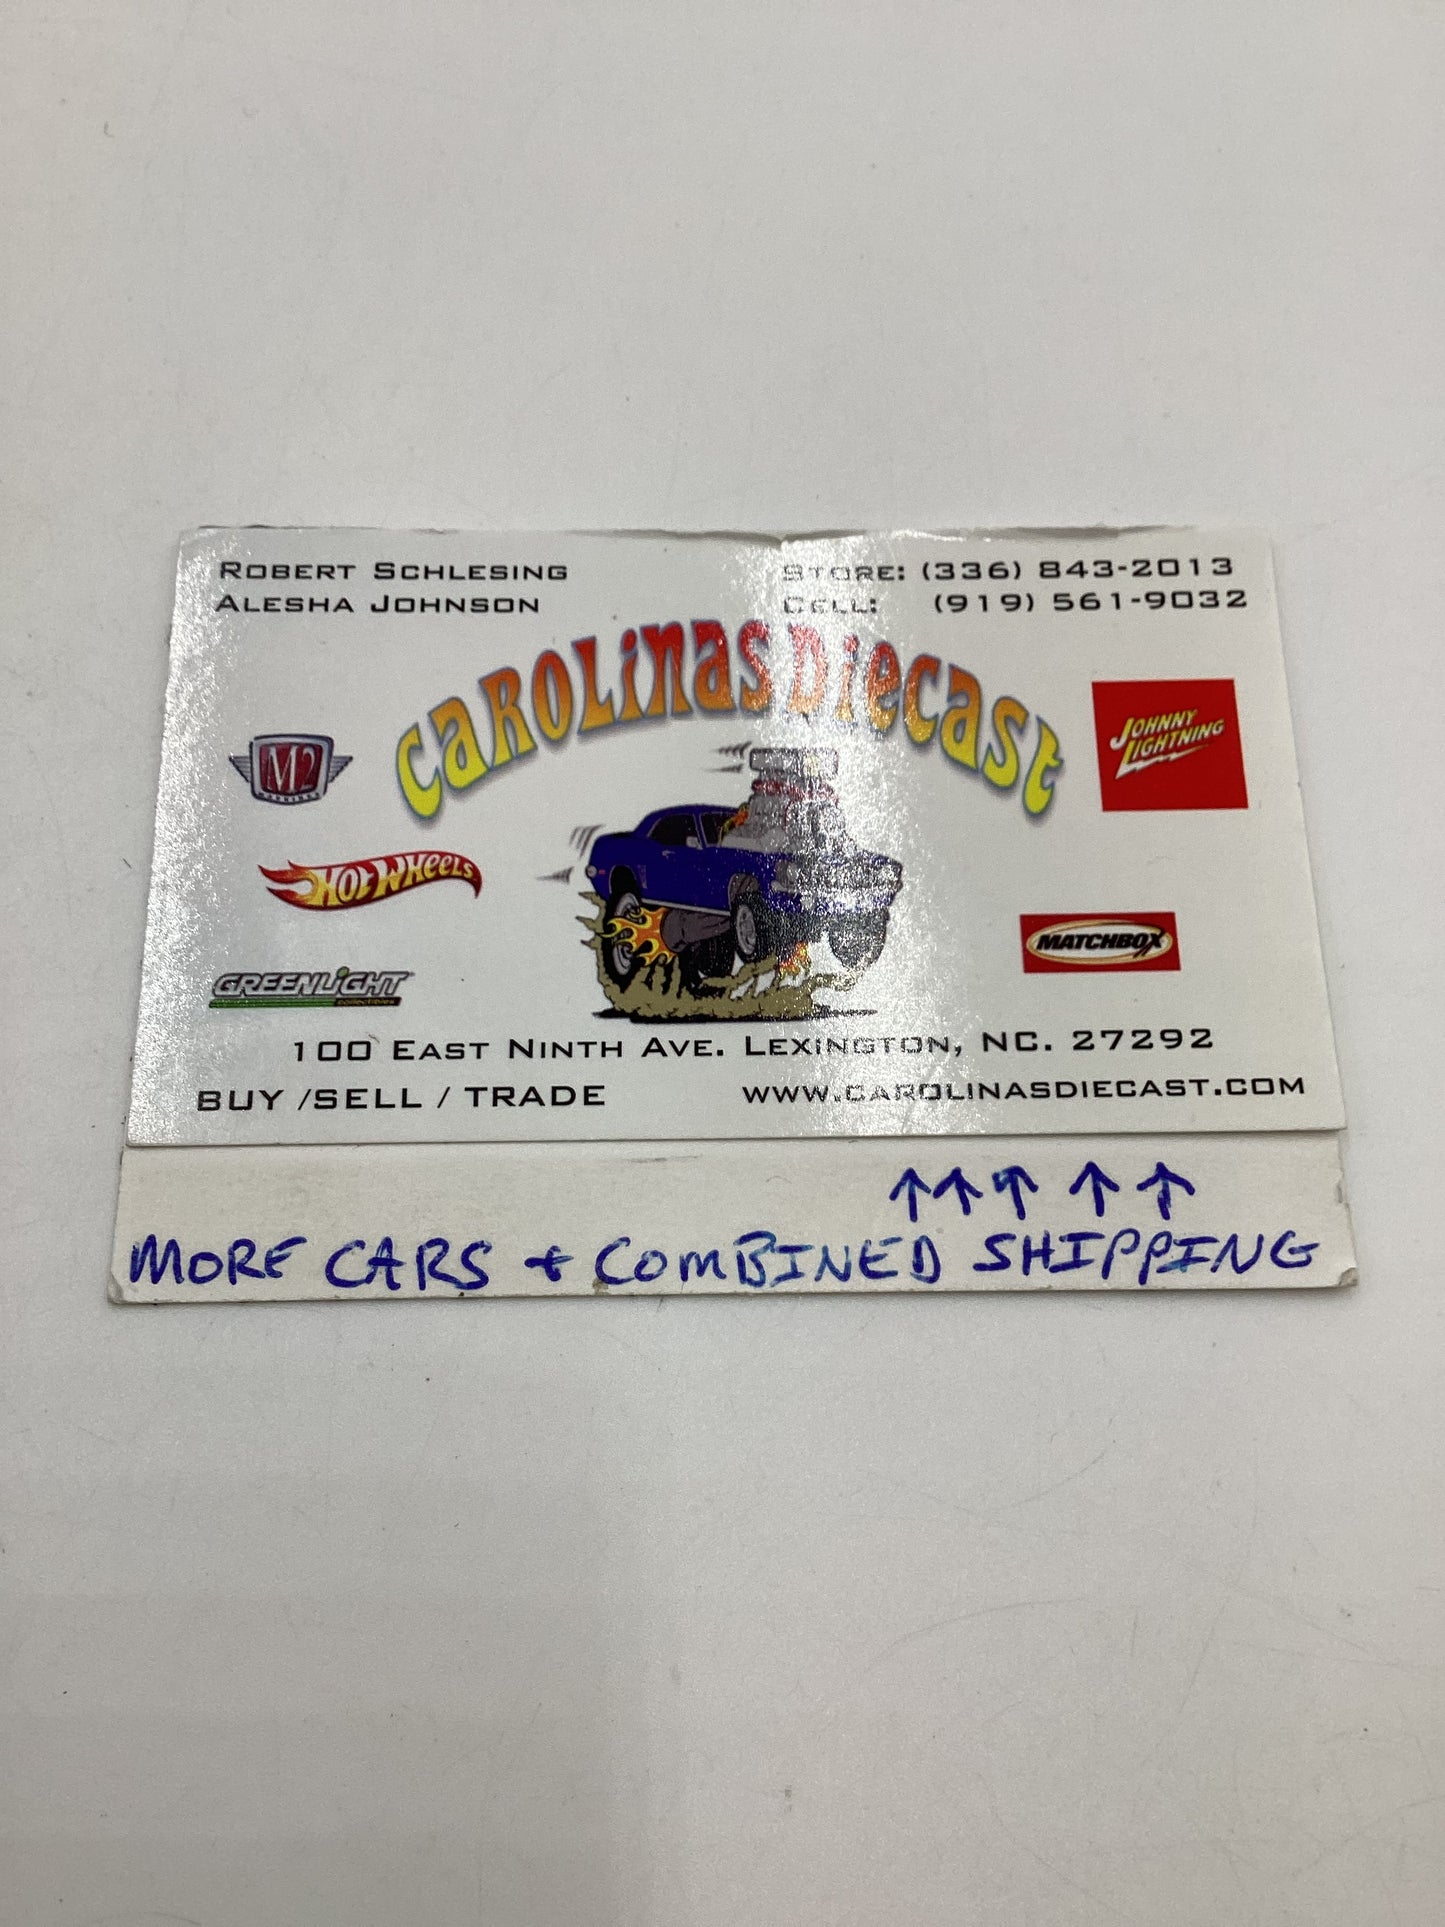 ROBERT SCHLESING
ALESHA JOHNSON
STORE: (336) 843-2013
CELL: (919) 561-9032
CAROLINAS DIECAST
M2
MACHINES
JOHNNY
LIGHTNING
HOT WHEELS
MATCHBOX
GREENLIGHT
collectibles
100 EAST NINTH AVE. LEXINGTON, NC. 27292
BUY /SELL / TRADE
WWW.CAROLINASDIECAST.COM
↑ ↑ ↑ ↑ ↑
MORE CARS + COMBINED SHIPPING